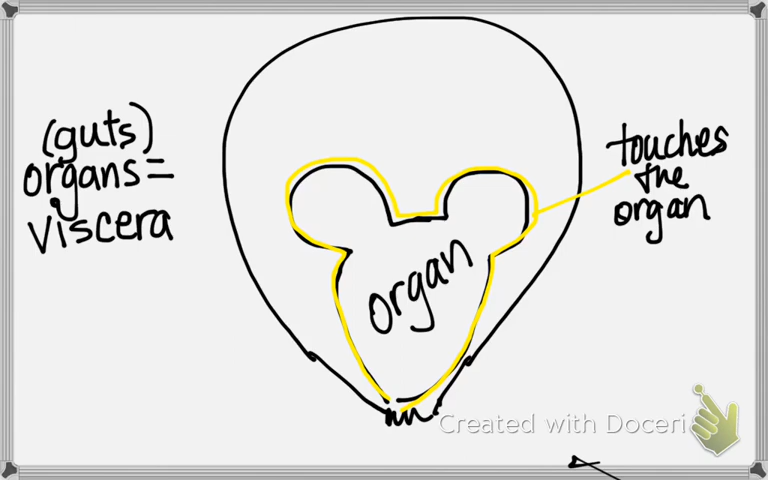 (guts)
organs=
viscera
touches
the
organ
organ
Created with Doceri